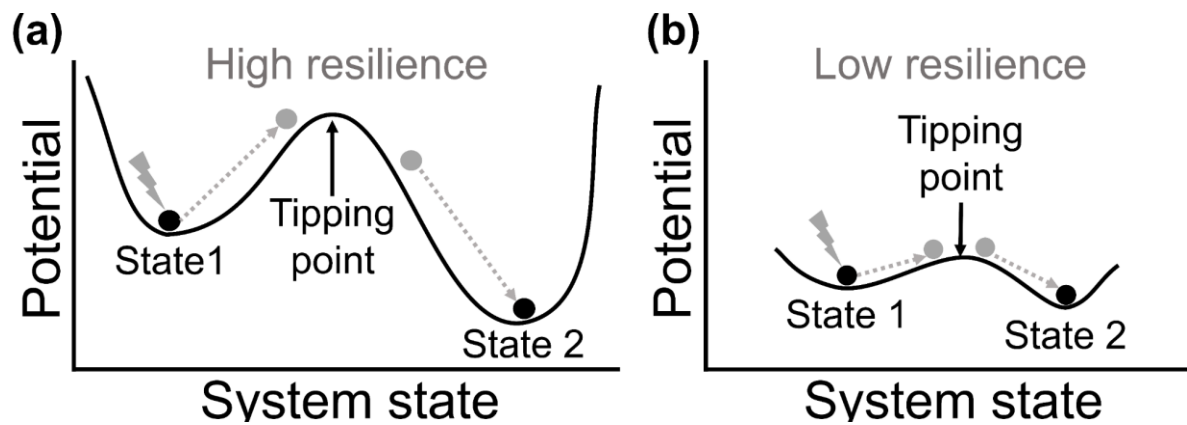 (a)
High resilience
Potential
State1
Tipping
point
State 2
System state
(b)
Low resilience
Potential
Tipping
point
State 1
State 2
System state